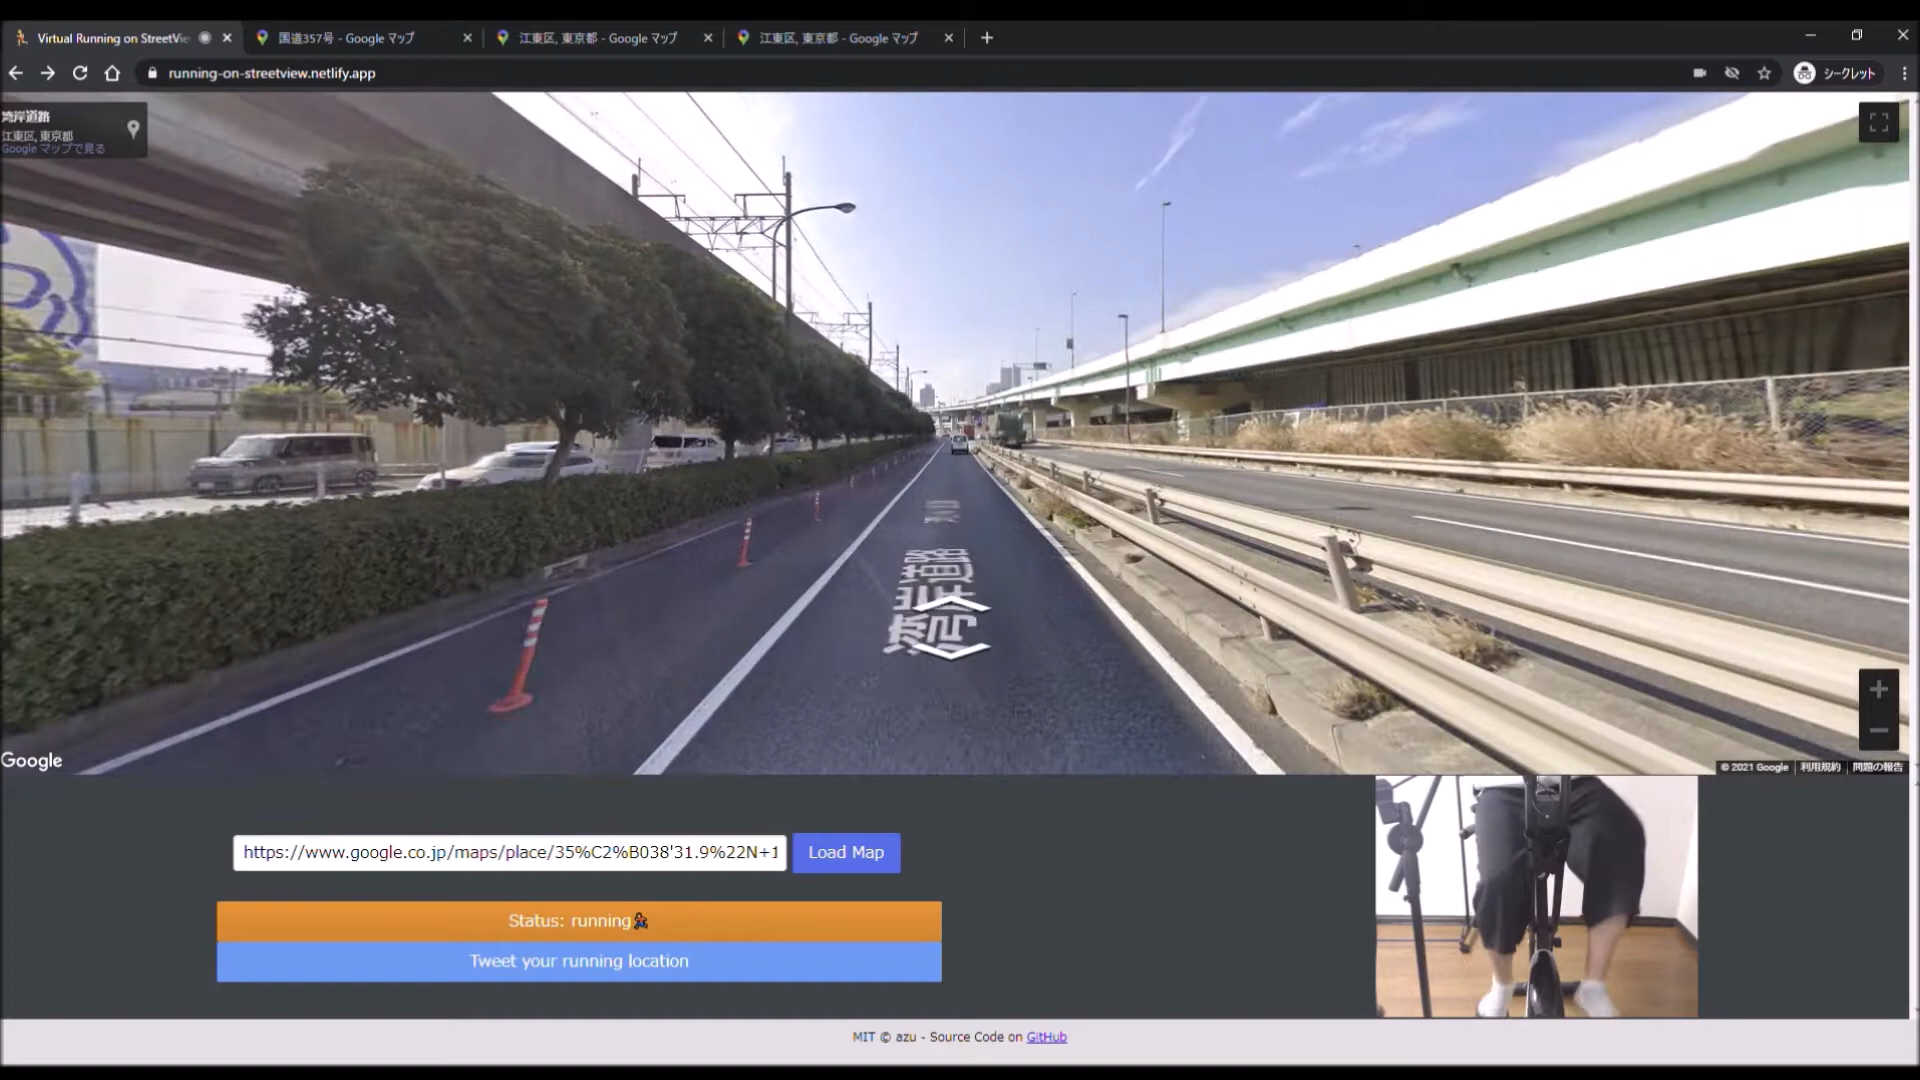 Virtual Running on StreetVie
国道357号 - Google マップ
江東区, 東京都 - Google マップ
江東区, 東京都 - Google マップ
running-on-streetview.netlify.app
シークレット
湾岸道路
江東区, 東京都
Google マップで見る
湾岸道路
Google
© 2021 Google
利用規約
問題の報告
https://www.google.co.jp/maps/place/35%C2%B038'31.9%22N+1
Load Map
Status: running
Tweet your running location
MIT © azu - Source Code on GitHub